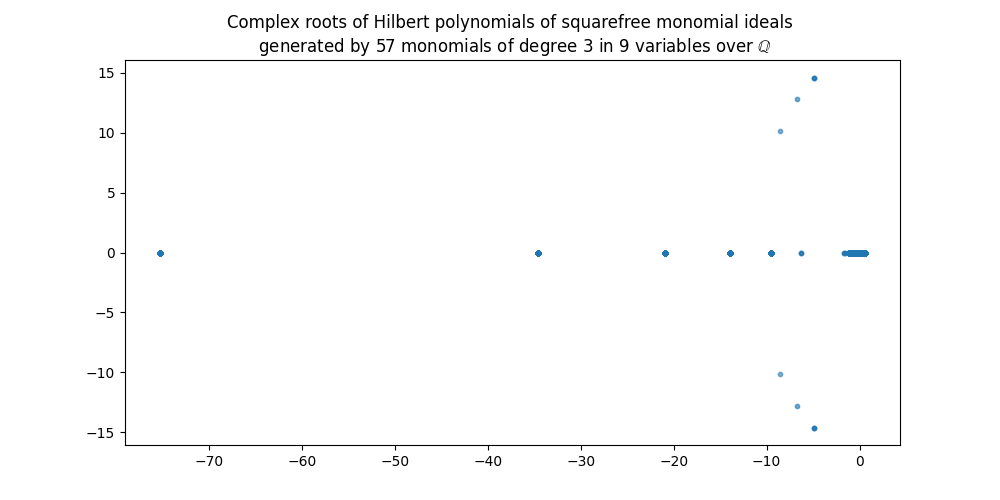 Complex roots of Hilbert polynomials of squarefree monomial ideals
generated by 57 monomials of degree 3 in 9 variables over ℚ
15
10
5
0
−5
−10
−15
−70 −60 −50 −40 −30 −20 −10 0